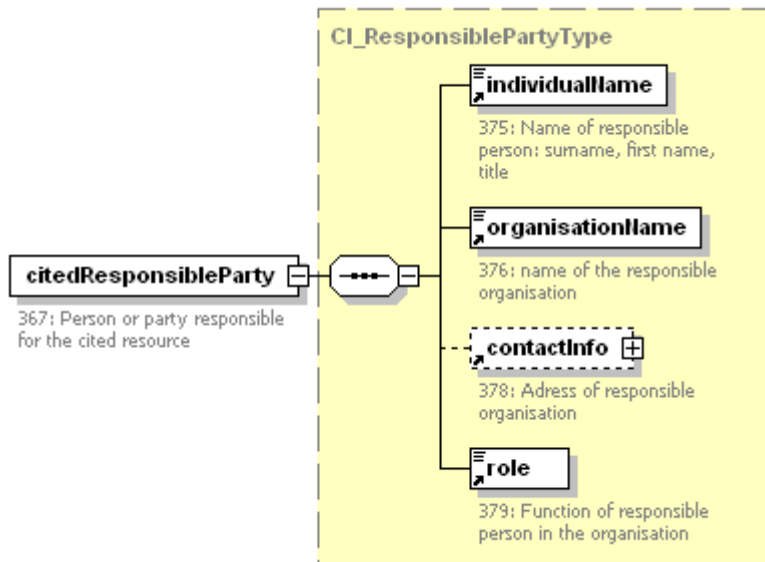 CI_ResponsiblePartyType
individualName
375: Name of responsible
person: surname, first name,
title
organisationName
376: name of the responsible
organisation
citedResponsibleParty
367: Person or party responsible
for the cited resource
contactInfo
378: Adress of responsible
organisation
role
379: Function of responsible
person in the organisation